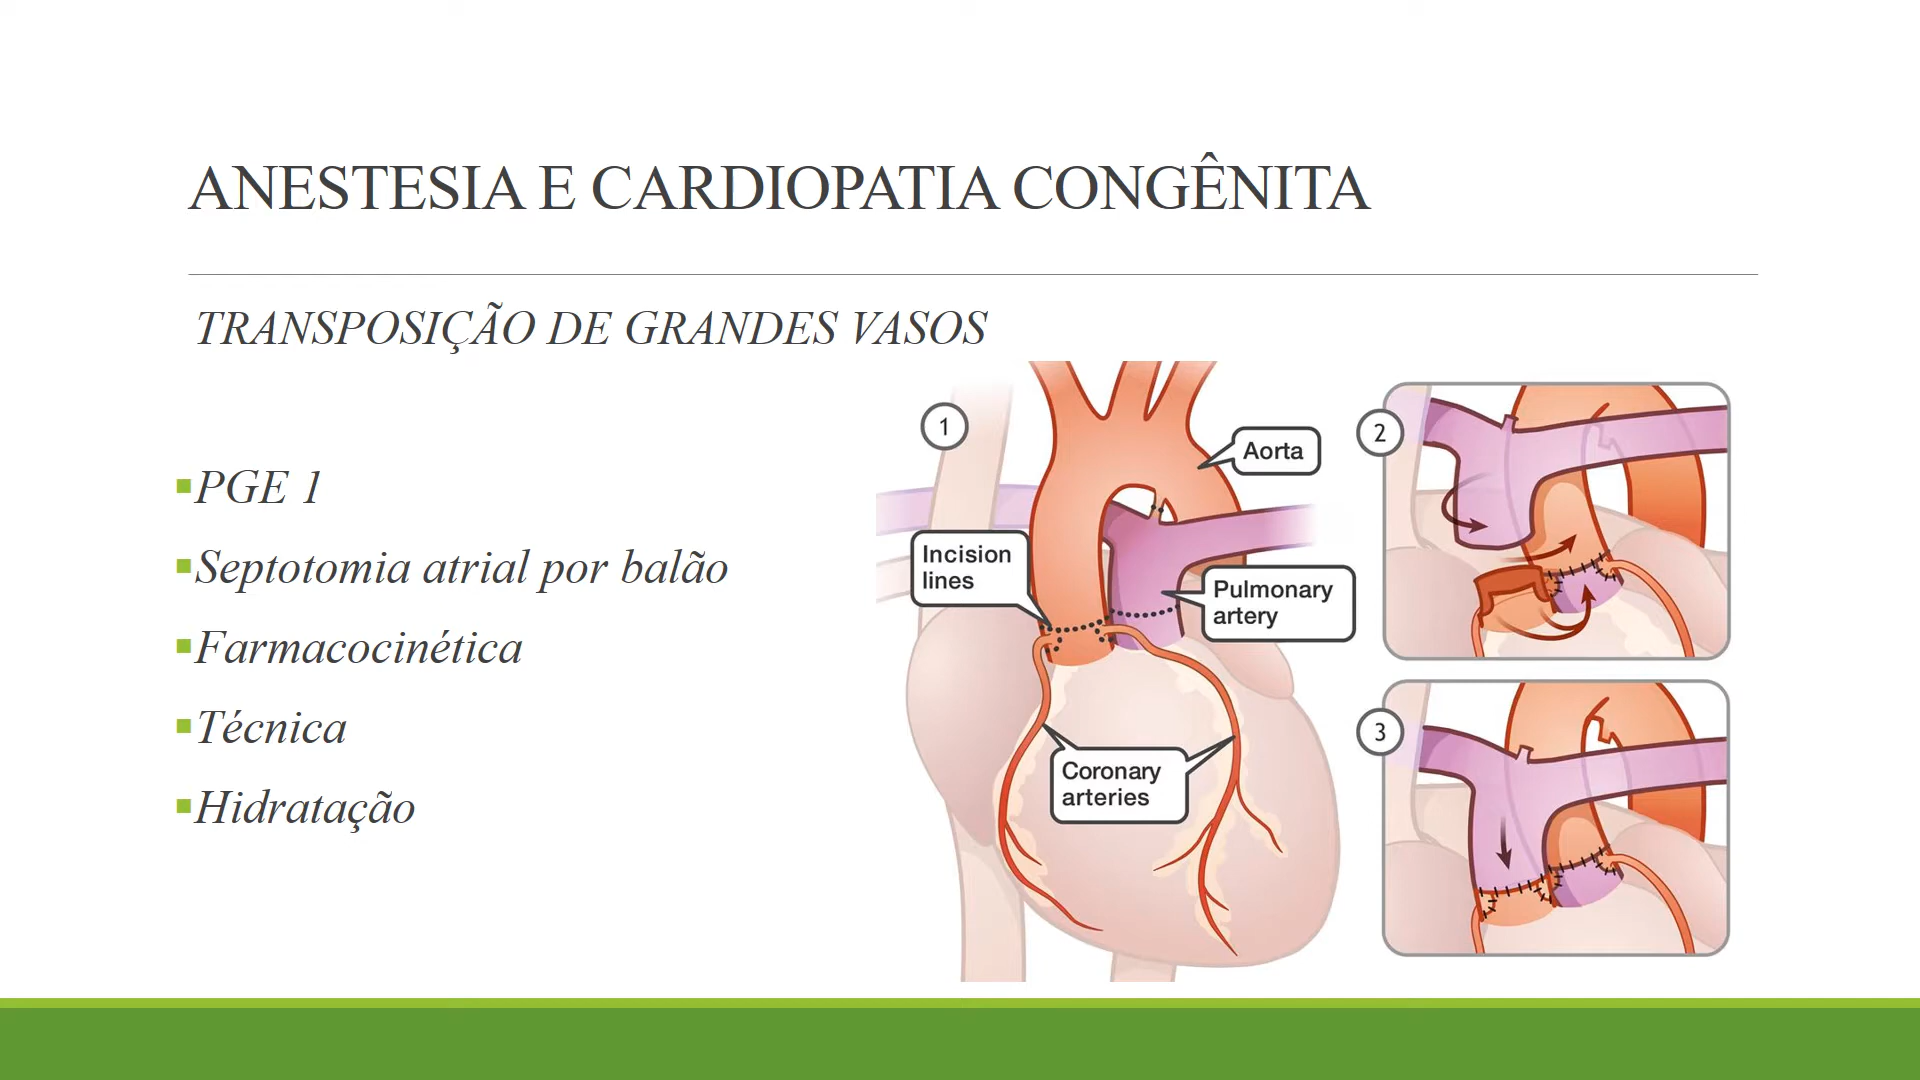 ANESTESIA E CARDIOPATIA CONGÊNITA
TRANSPOSIÇÃO DE GRANDES VASOS
PGE 1
Septotomia atrial por balão
Farmacocinética
Técnica
Hidratação
1
Aorta
Incision
lines
Pulmonary
artery
Coronary
arteries
2
3